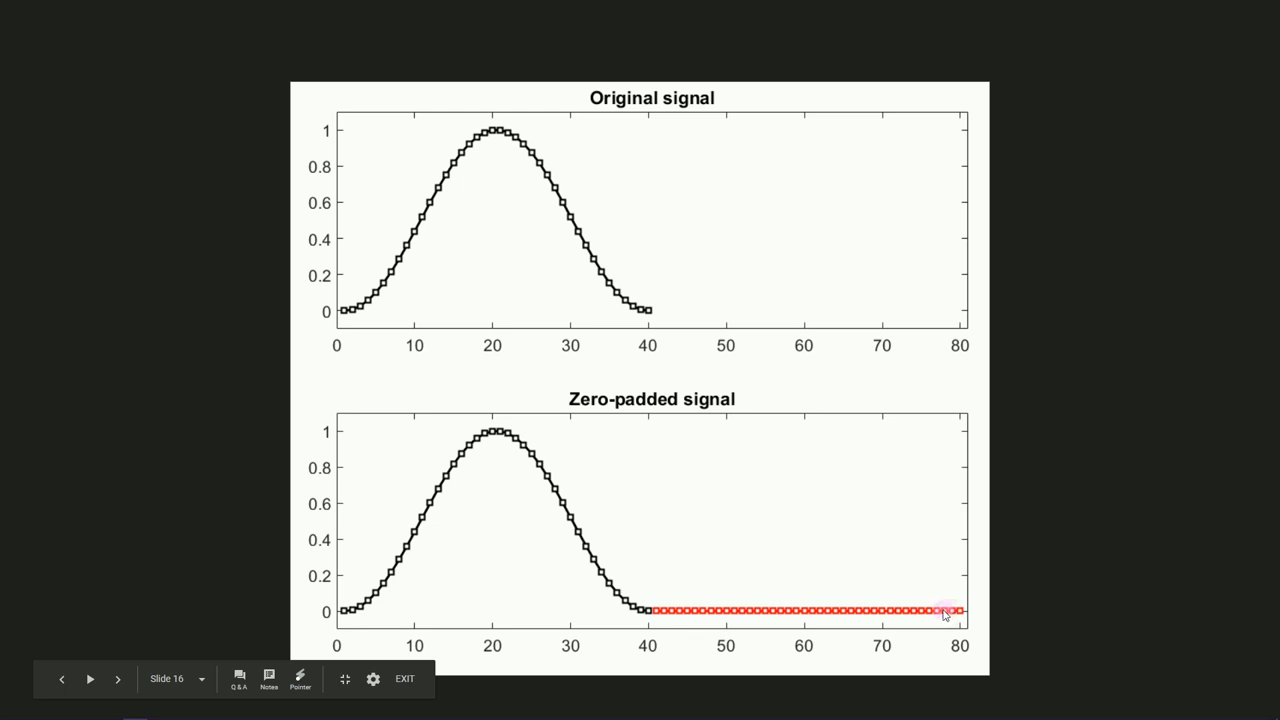 Original signal
1
0.8
0.6
0.4
0.2
0
0 10 20 30 40 50 60 70 80
Zero-padded signal
1
0.8
0.6
0.4
0.2
0
0 10 20 30 40 50 60 70 80
Slide 16
Q & A Notes Pointer
EXIT